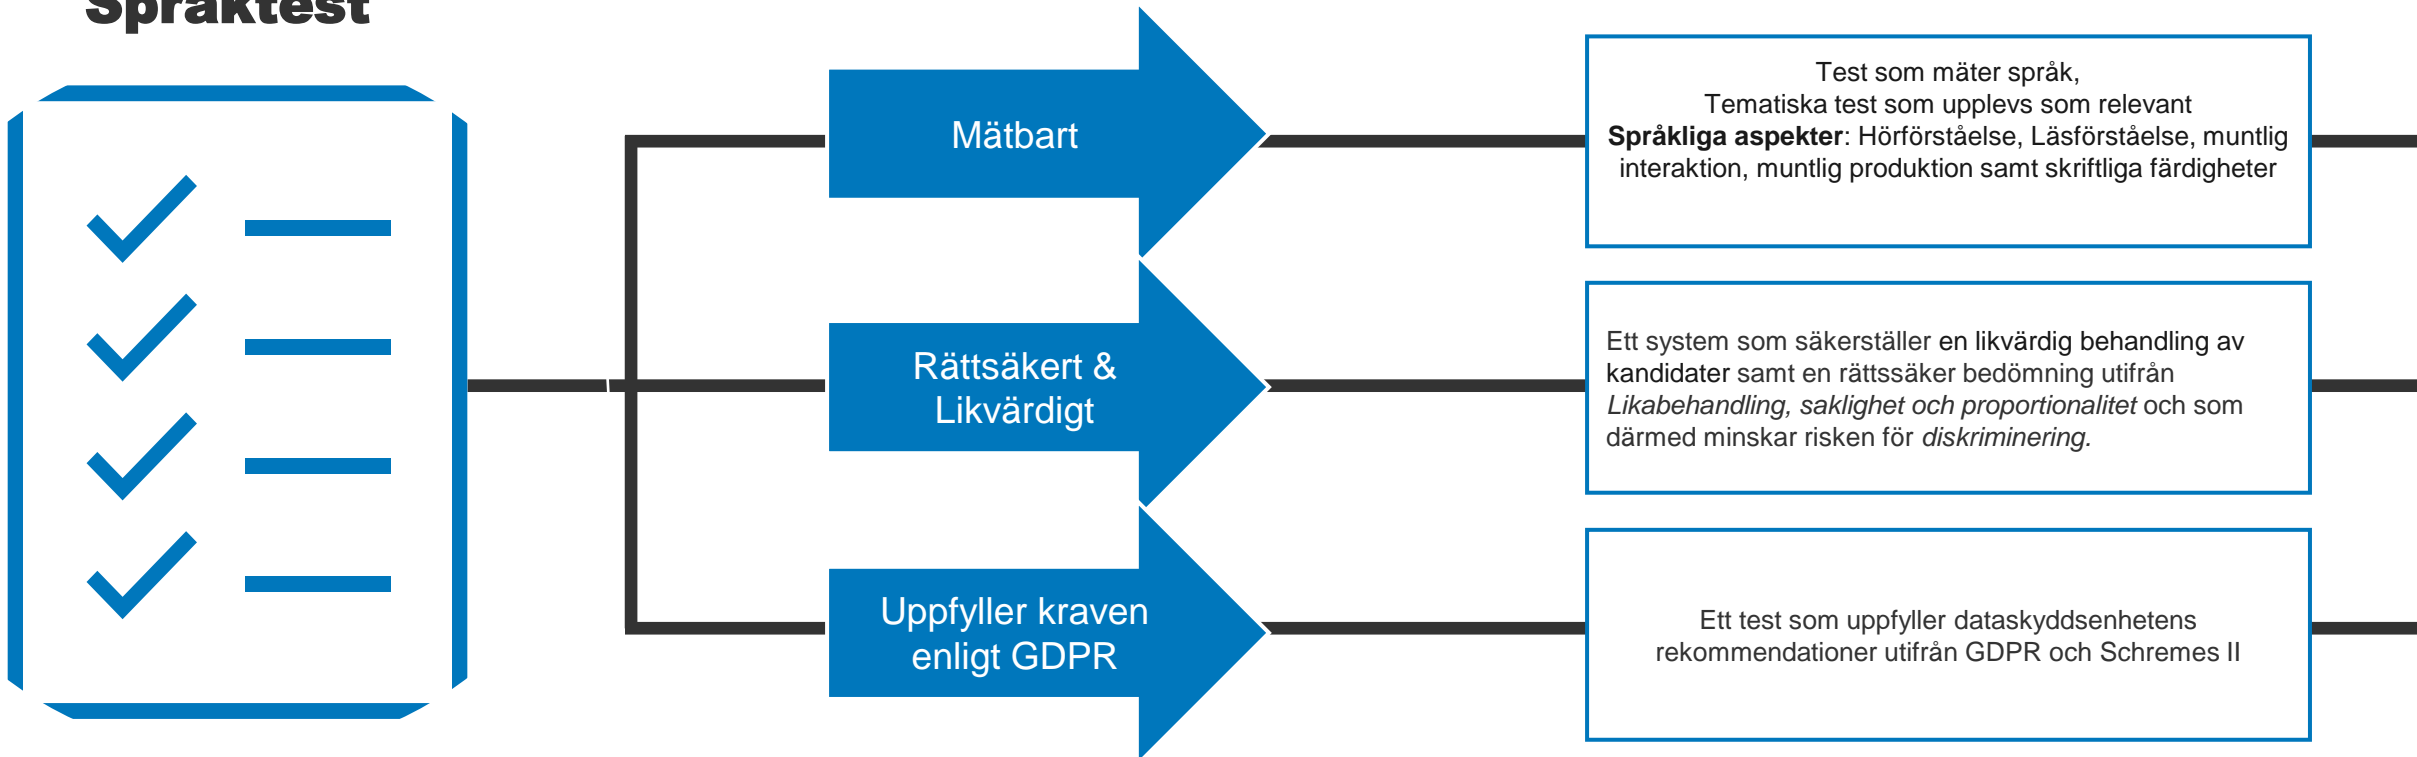 Språktest
Mätbart
Test som mäter språk,
Tematiska test som upplevs som relevant
Språkliga aspekter: Hörförståelse, Läsförståelse, muntlig
interaktion, muntlig produktion samt skriftliga färdigheter
Rättsäkert &
Likvärdigt
Ett system som säkerställer en likvärdig behandling av
kandidater samt en rättssäker bedömning utifrån
Likabehandling, saklighet och proportionalitet och som
därmed minskar risken för diskriminering.
Uppfyller kraven
enligt GDPR
Ett test som uppfyller dataskyddsenhetens
rekommendationer utifrån GDPR och Schremes II